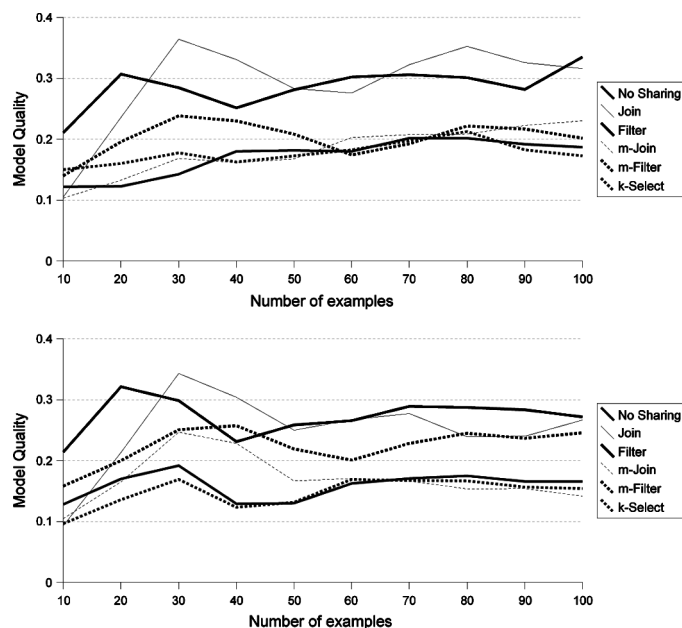 0.4
0.3
0.2
0.1
0
Model Quality
10 20 30 40 50 60 70 80 90 100
Number of examples
No Sharing
Join
Filter
m-Join
m-Filter
k-Select
0.4
0.3
0.2
0.1
0
Model Quality
10 20 30 40 50 60 70 80 90 100
Number of examples
No Sharing
Join
Filter
m-Join
m-Filter
k-Select